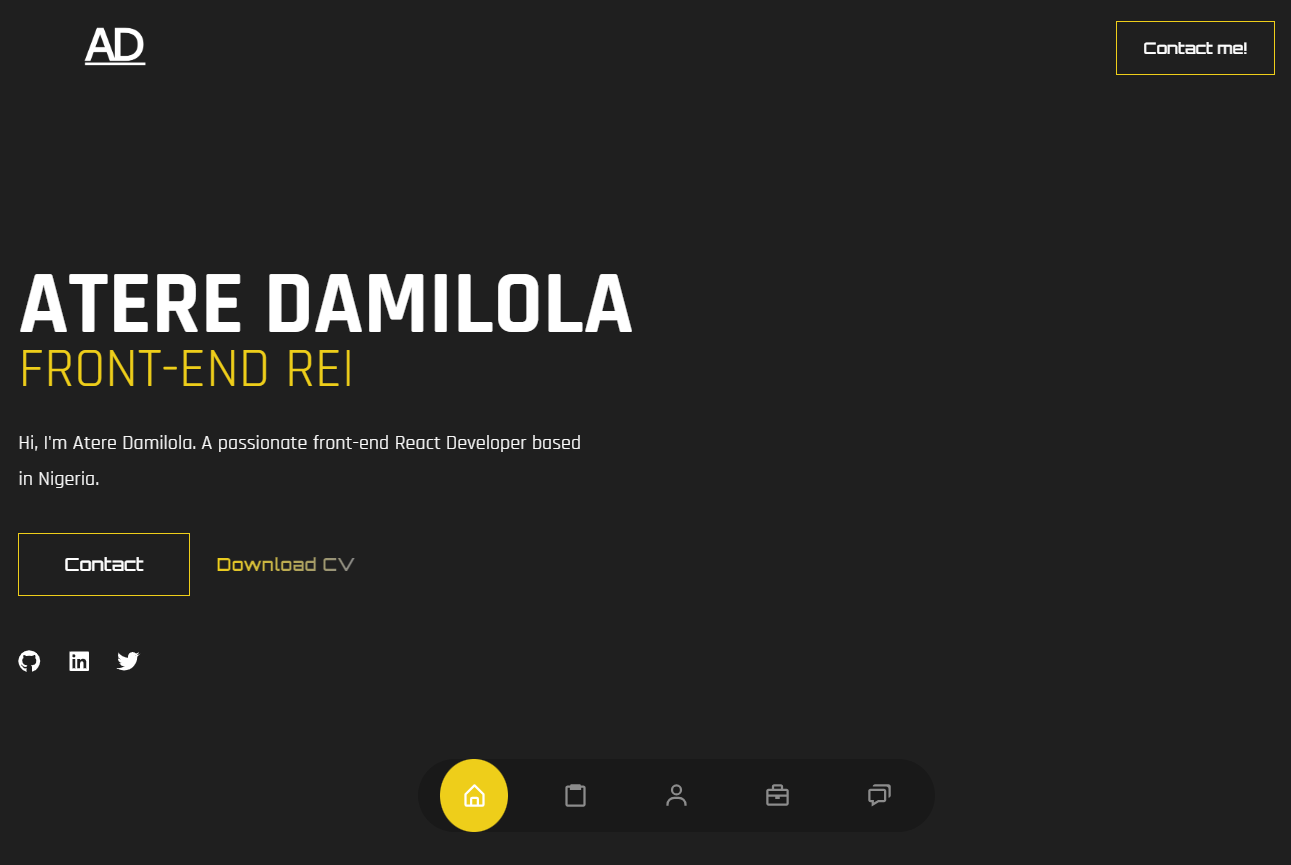 AD
Contact me!
ATERE DAMILOLA
FRONT-END REI
Hi, I'm Atere Damilola. A passionate front-end React Developer based
in Nigeria.
Contact
Download CV
in